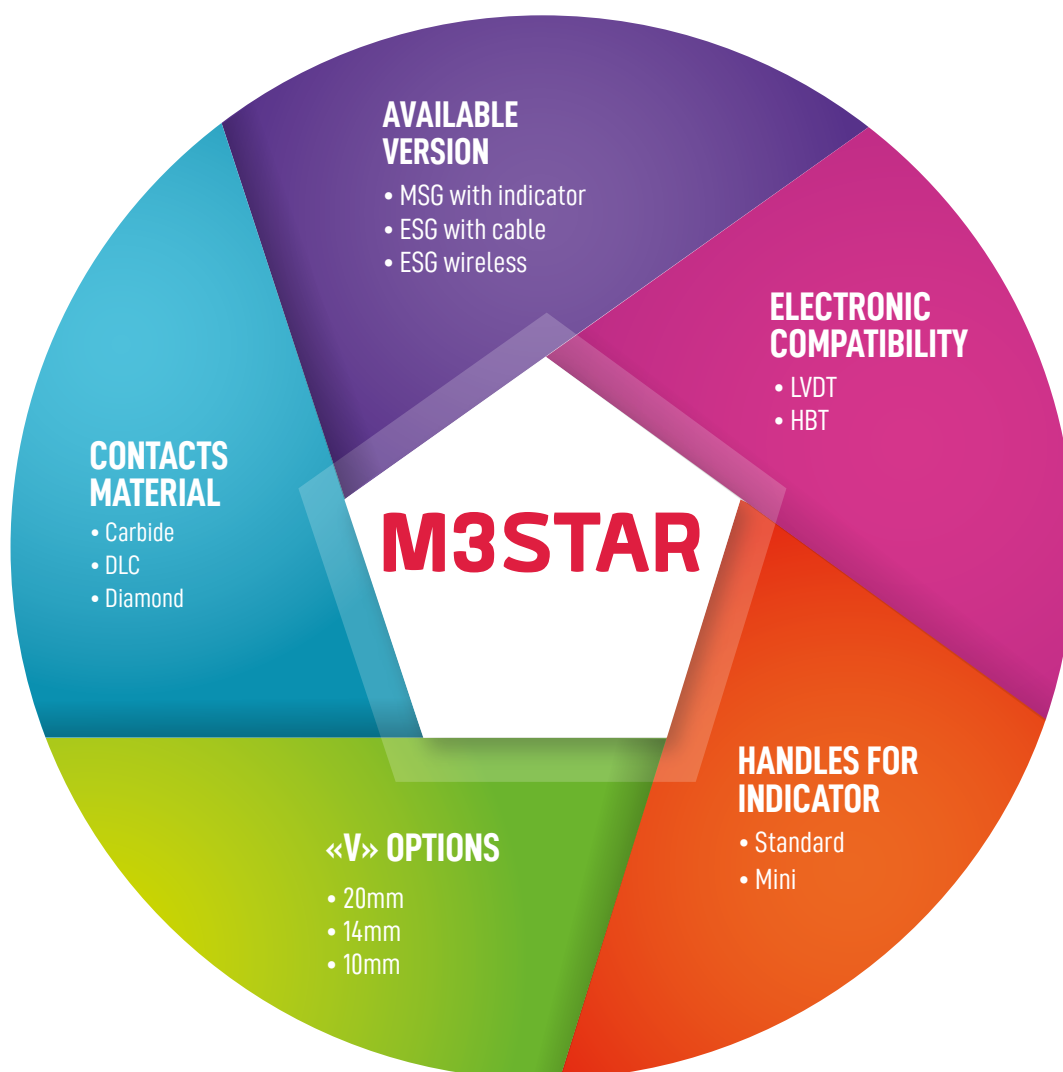 AVAILABLE
VERSION
• MSG with indicator
• ESG with cable
• ESG wireless
ELECTRONIC
COMPATIBILITY
• LVDT
• HBT
CONTACTS
MATERIAL
• Carbide
• DLC
• Diamond
M3STAR
HANDLES FOR
INDICATOR
• Standard
• Mini
«V» OPTIONS
• 20mm
• 14mm
• 10mm